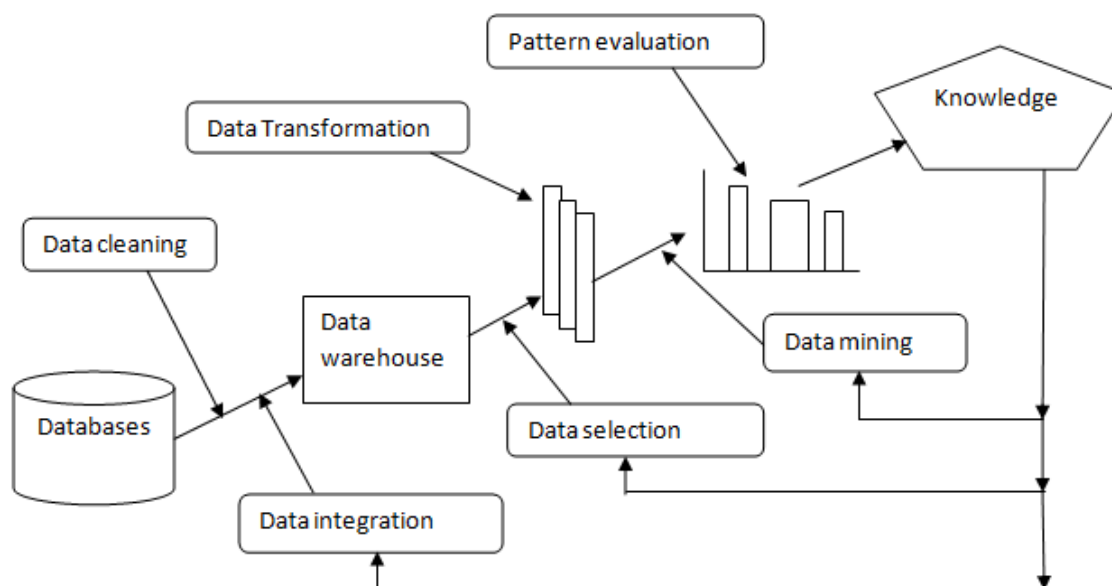 Pattern evaluation
Knowledge
Data Transformation
Data cleaning
Data
warehouse
Data mining
Databases
Data selection
Data integration